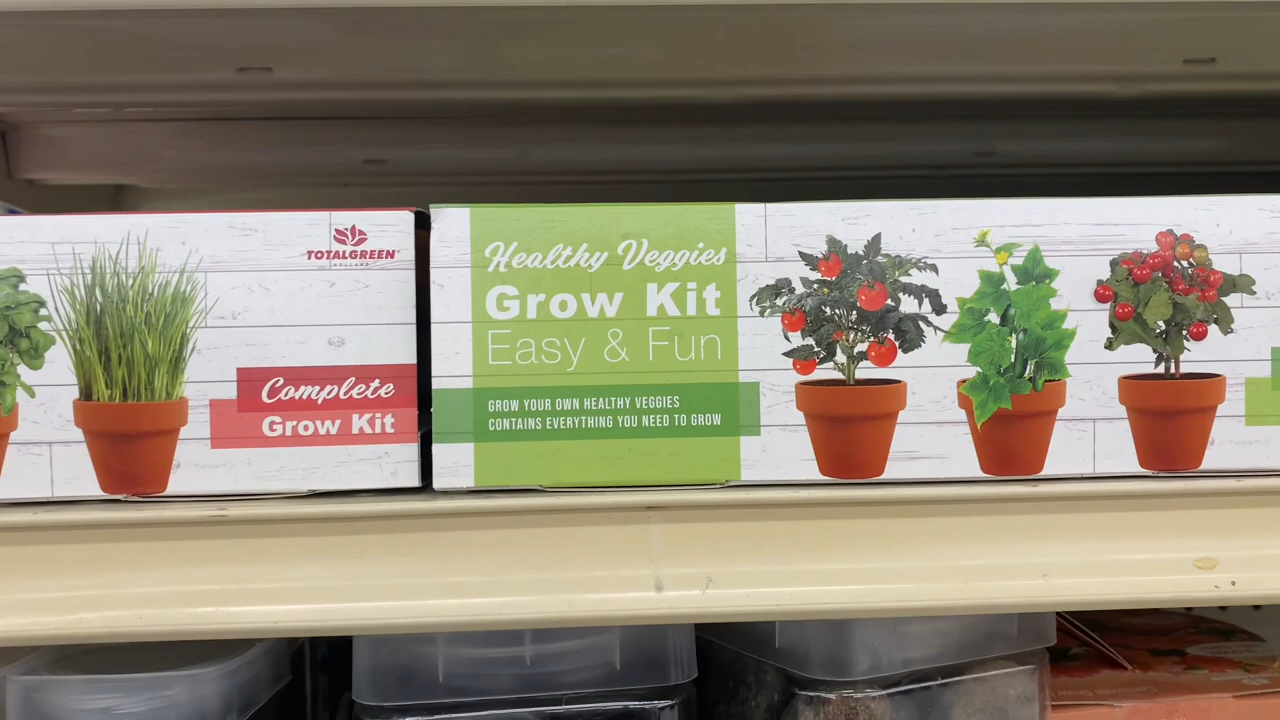 TOTALGREEN
HOLLAND
Complete
Grow Kit
Healthy Veggies
Grow Kit
Easy & Fun
GROW YOUR OWN HEALTHY VEGGIES
CONTAINS EVERYTHING YOU NEED TO GROW